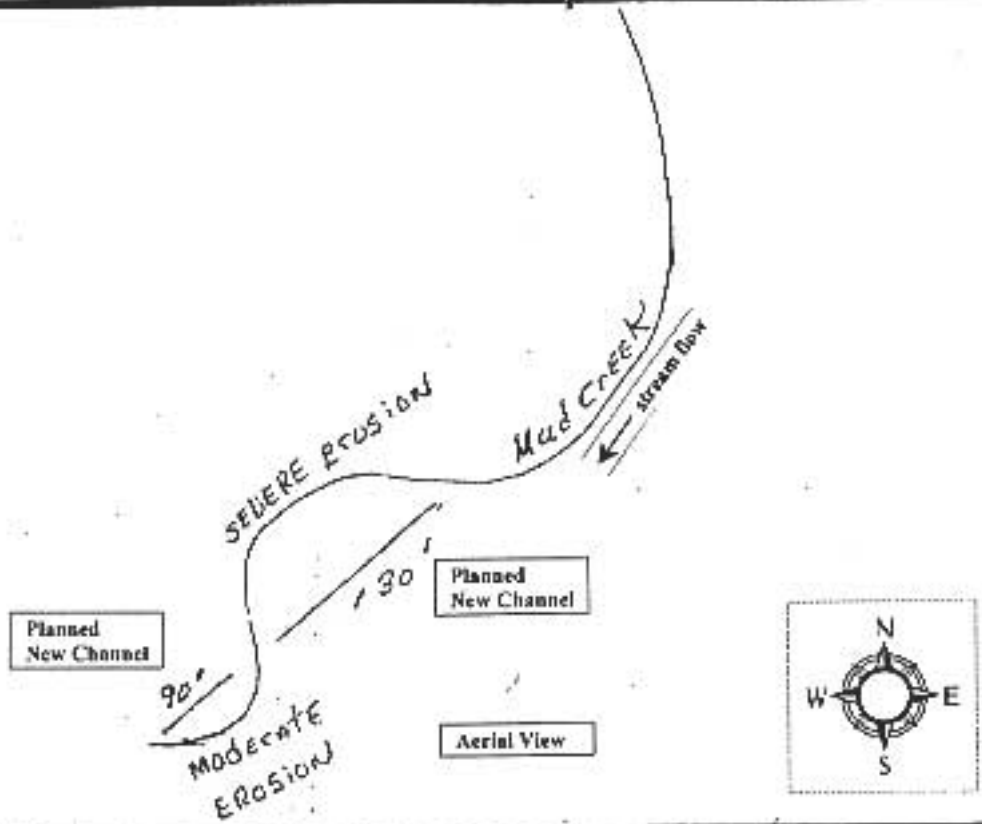 Mud CrEEK
stream flow
SEVERE ErOSiON
130'
Planned
New Channel
Planned
New Channel
90'
MODErATE
EROSION
Aerial View
N
W E
S